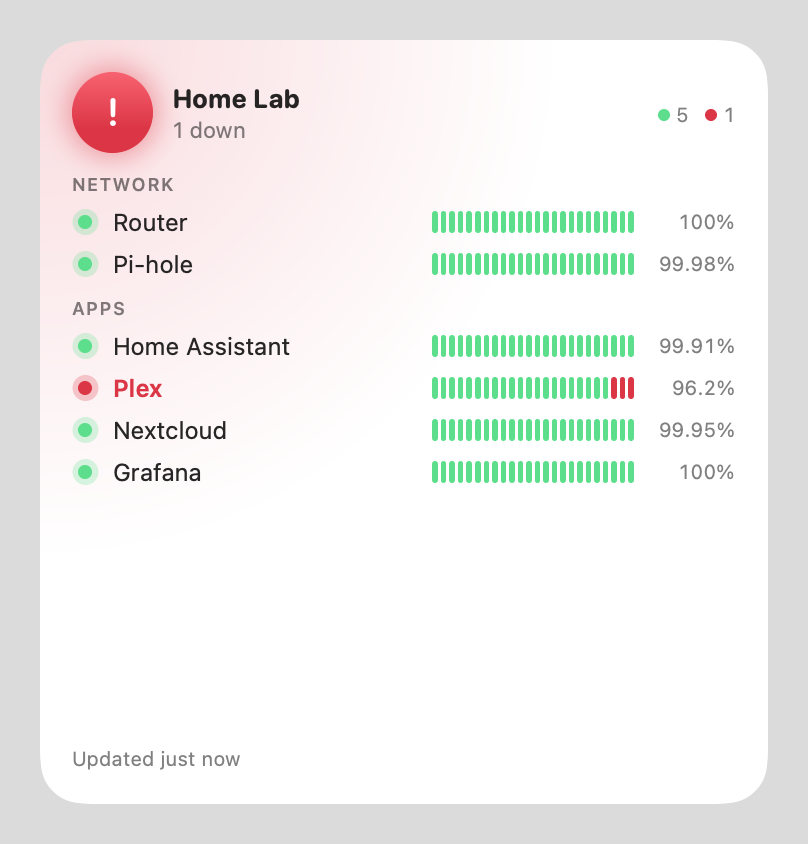 !
Home Lab
1 down
5 1
NETWORK
Router 100%
Pi-hole 99.98%
APPS
Home Assistant 99.91%
Plex 96.2%
Nextcloud 99.95%
Grafana 100%
Updated just now